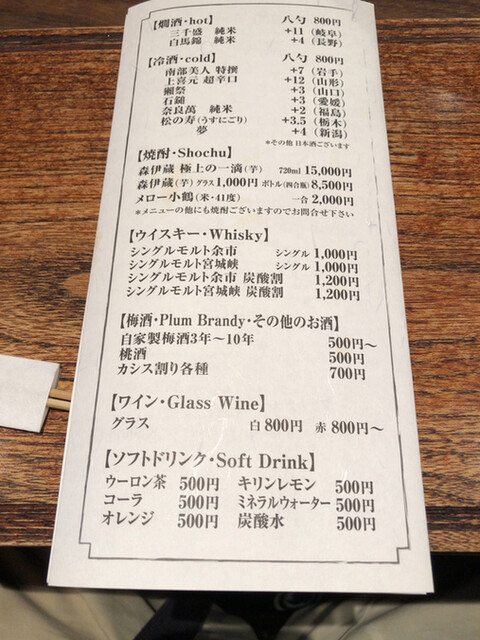 【燗酒・hot】 八勺 800円
三千盛 純米 +11 (岐阜)
白馬錦 純米 +4 (長野)
【冷酒・cold】 八勺 800円
南部美人 特撰 +7 (岩手)
上喜元 超辛口 +12 (山形)
獺祭 +3 (山口)
石鎚 +3 (愛媛)
奈良萬 純米 +2 (福島)
松の寿(うすにごり) +3.5 (栃木)
夢 +4 (新潟)
*その他 日本酒ございます
【焼酎・Shochu】
森伊蔵 極上の一滴(芋) 720ml 15,000円
森伊蔵(芋)グラス1,000円 ボトル(四合瓶)8,500円
メロー小鶴(米・41度) 一合 2,000円
*メニューの他にも焼酎ございますのでお問合せ下さい
【ウイスキー・Whisky】
シングルモルト余市 シングル 1,000円
シングルモルト宮城峡 シングル 1,000円
シングルモルト余市 炭酸割 1,200円
シングルモルト宮城峡 炭酸割 1,200円
【梅酒・Plum Brandy・その他のお酒】
自家製梅酒3年〜10年 500円〜
桃酒 500円
カシス割り各種 700円
【ワイン・Glass Wine】
グラス 白800円 赤800円〜
【ソフトドリンク・Soft Drink】
ウーロン茶 500円 キリンレモン 500円
コーラ 500円 ミネラルウォーター 500円
オレンジ 500円 炭酸水 500円